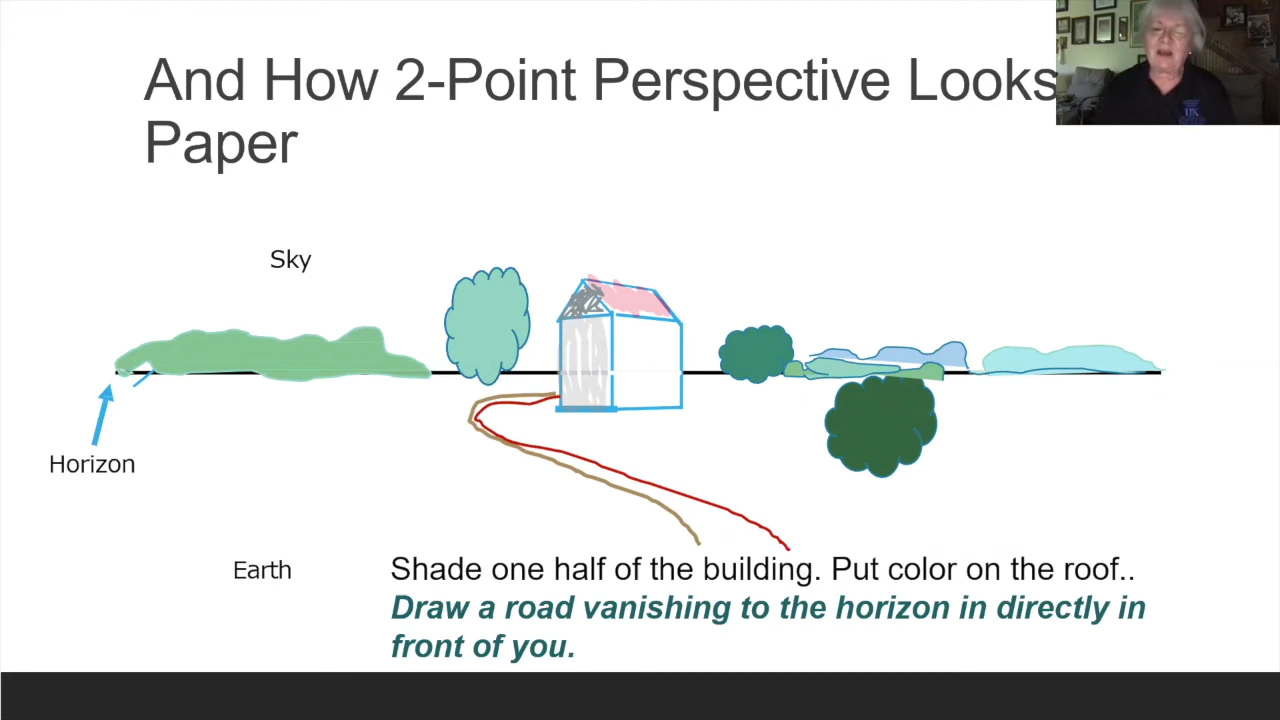 And How 2-Point Perspective Looks
Paper
Sky
Horizon
Earth
Shade one half of the building. Put color on the roof..
Draw a road vanishing to the horizon in directly in
front of you.
UK